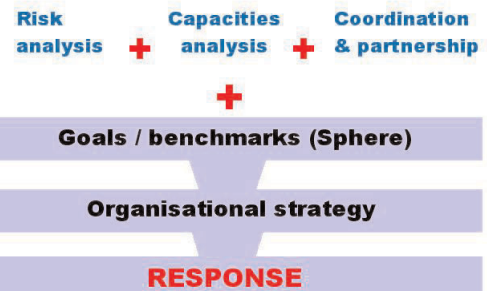 Risk analysis + Capacities analysis + Coordination & partnership
+
Goals / benchmarks (Sphere)
Organisational strategy
RESPONSE